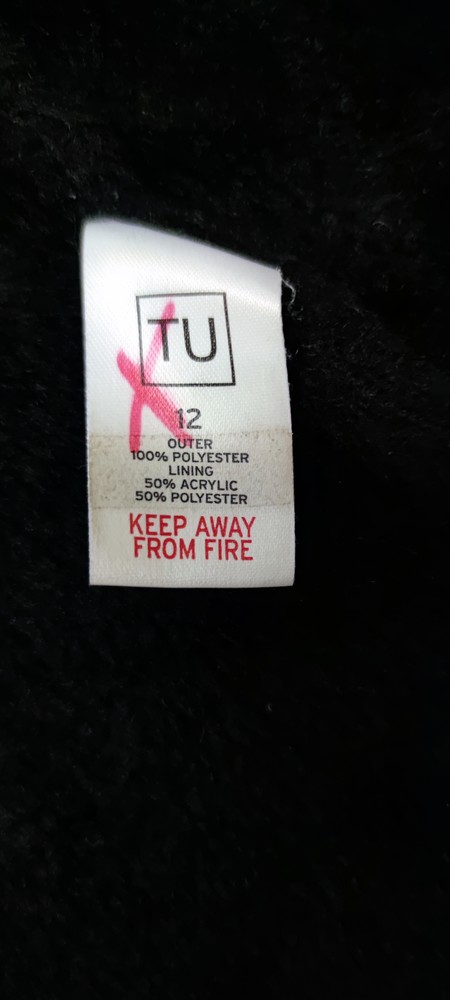 TU
12
OUTER
100% POLYESTER
LINING
50% ACRYLIC
50% POLYESTER
KEEP AWAY
FROM FIRE